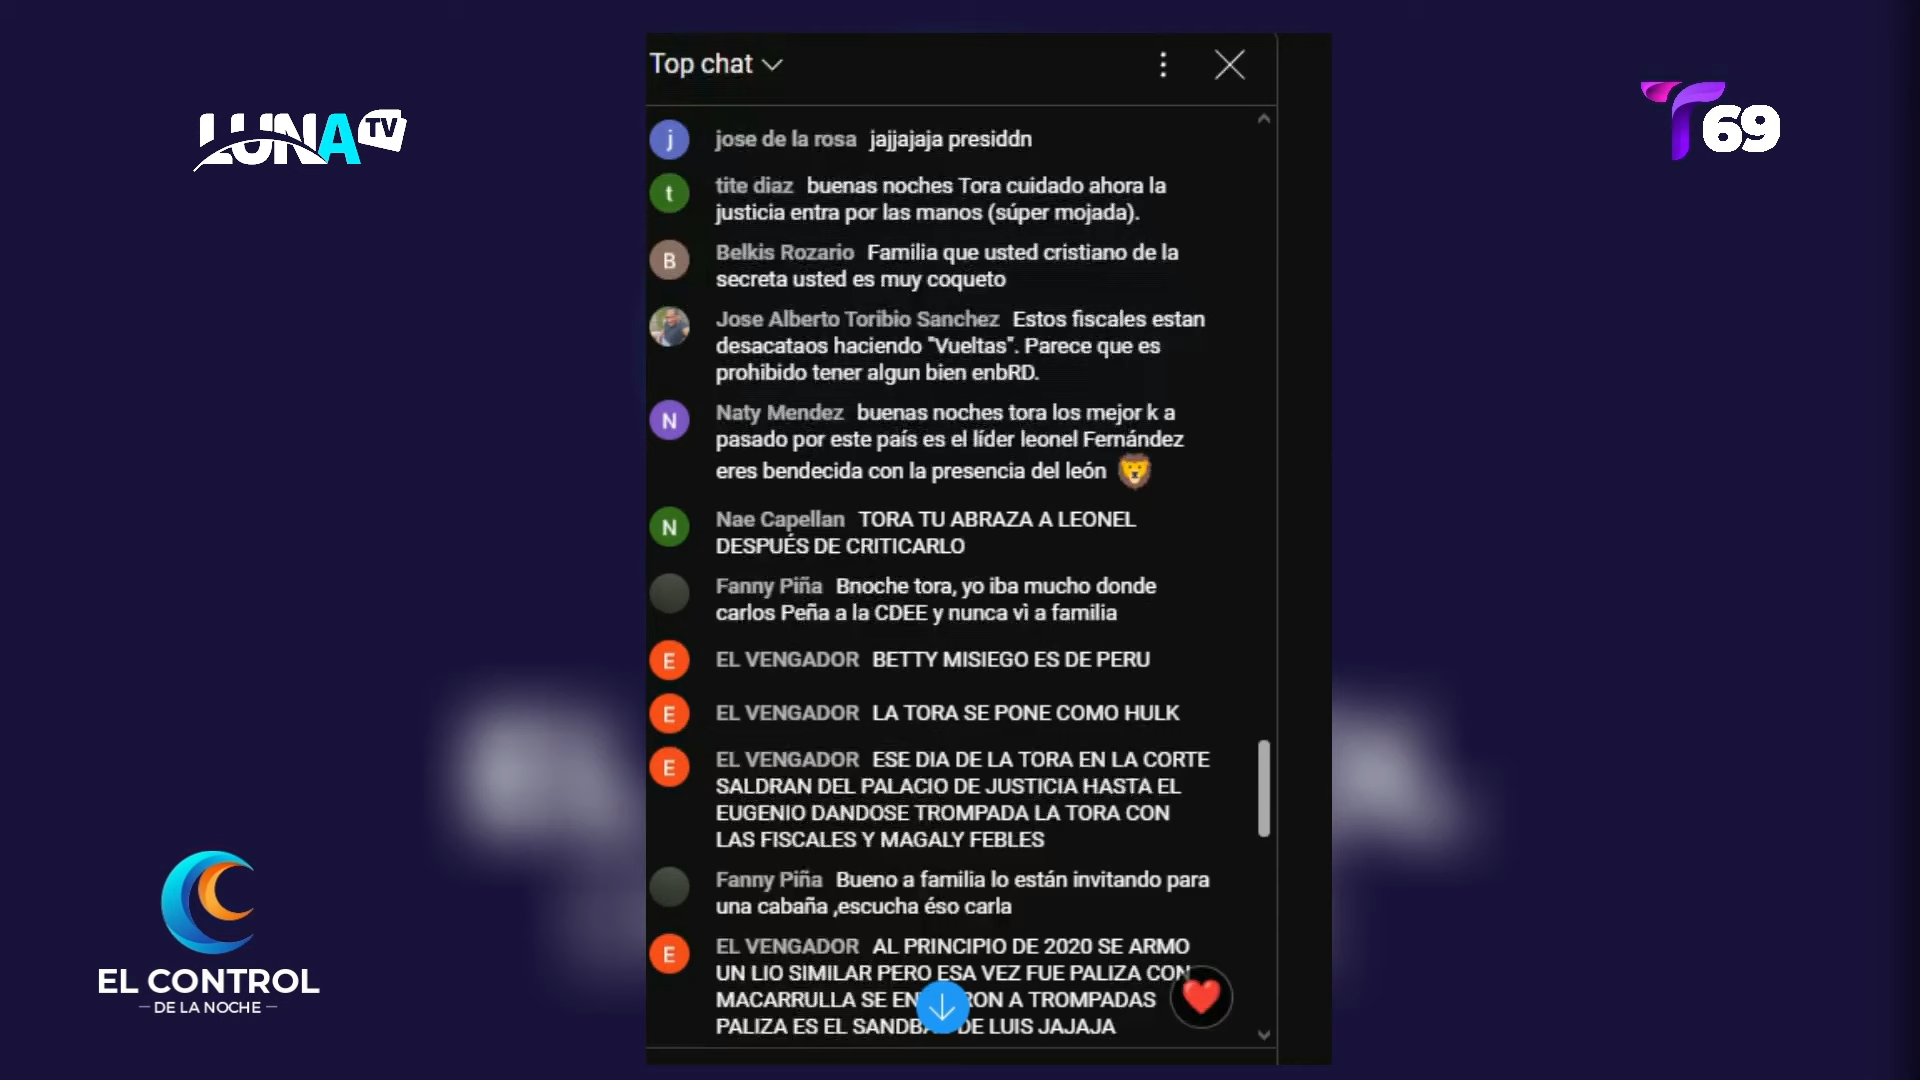 Top chat
LUNA TV
T 69
j
jose de la rosa jajjajaja presiddn
t
tite diaz buenas noches Tora cuidado ahora la
justicia entra por las manos (súper mojada).
B
Belkis Rozario Familia que usted cristiano de la
secreta usted es muy coqueto
Jose Alberto Toribio Sanchez Estos fiscales estan
desacataos haciendo "Vueltas". Parece que es
prohibido tener algun bien enbRD.
N
Naty Mendez buenas noches tora los mejor k a
pasado por este país es el líder leonel Fernández
eres bendecida con la presencia del león
N
Nae Capellan TORA TU ABRAZA A LEONEL
DESPUÉS DE CRITICARLO
Fanny Piña Bnoche tora, yo iba mucho donde
carlos Peña a la CDEE y nunca vì a familia
E
EL VENGADOR BETTY MISIEGO ES DE PERU
E
EL VENGADOR LA TORA SE PONE COMO HULK
E
EL VENGADOR ESE DIA DE LA TORA EN LA CORTE
SALDRAN DEL PALACIO DE JUSTICIA HASTA EL
EUGENIO DANDOSE TROMPADA LA TORA CON
LAS FISCALES Y MAGALY FEBLES
Fanny Piña Bueno a familia lo están invitando para
una cabaña ,escucha éso carla
E
EL VENGADOR AL PRINCIPIO DE 2020 SE ARMO
UN LIO SIMILAR PERO ESA VEZ FUE PALIZA CON
MACARRULLA SE A TROMPADAS
PALIZA ES EL DE LUIS JAJAJA
EL CONTROL
DE LA NOCHE